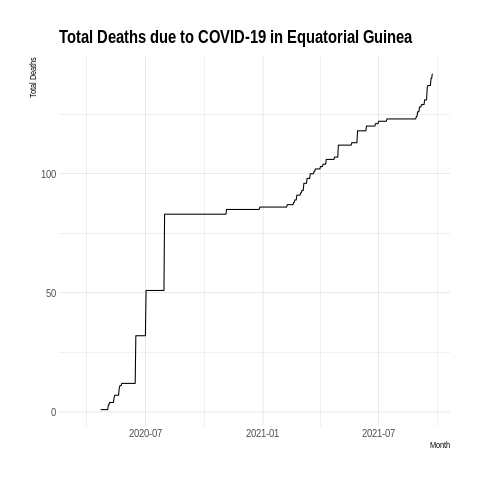 Total Deaths due to COVID-19 in Equatorial Guinea
Total Deaths
100
50
0
2020-07
2021-01
2021-07
Month